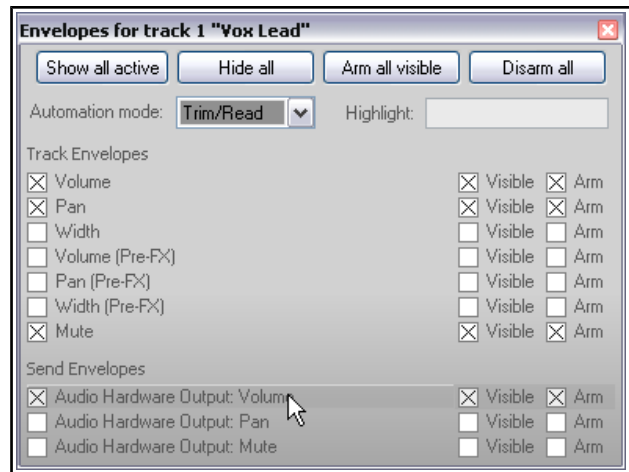 Envelopes for track 1 "Vox Lead"
Show all active Hide all Arm all visible Disarm all
Automation mode: Trim/Read Highlight:
Track Envelopes
Volume Visible Arm
Pan Visible Arm
Width Visible Arm
Volume (Pre-FX) Visible Arm
Pan (Pre-FX) Visible Arm
Width (Pre-FX) Visible Arm
Mute Visible Arm
Send Envelopes
Audio Hardware Output: Volume Visible Arm
Audio Hardware Output: Pan Visible Arm
Audio Hardware Output: Mute Visible Arm